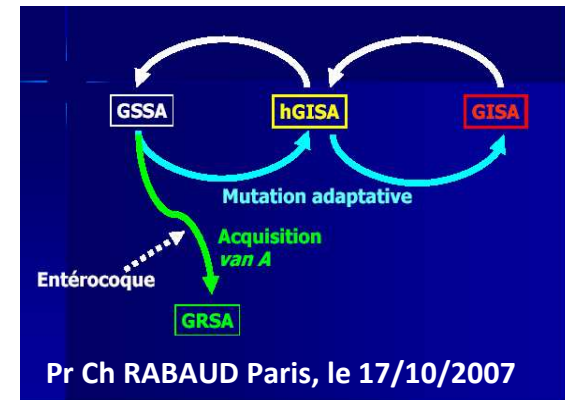 GSSA hGISA GISA
Mutation adaptative
Acquisition
van A
Entérocoque
GRSA
Pr Ch RABAUD Paris, le 17/10/2007